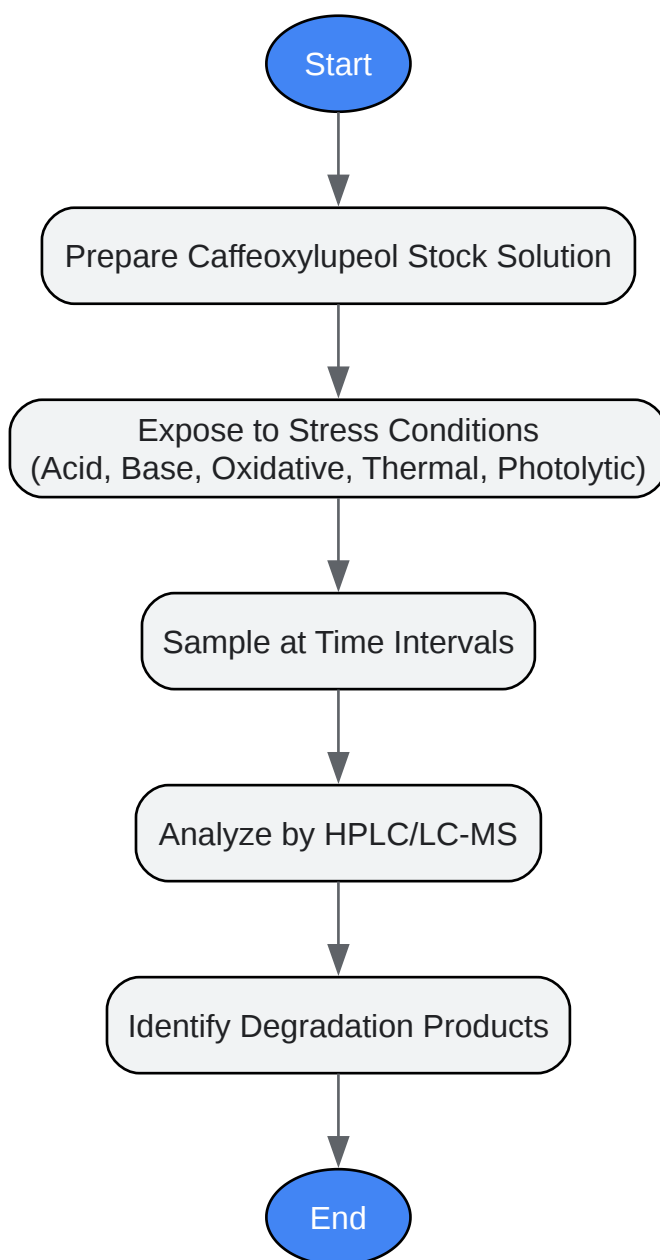 Start
Prepare Caffeoxylupeol Stock Solution
Expose to Stress Conditions
(Acid, Base, Oxidative, Thermal, Photolytic)
Sample at Time Intervals
Analyze by HPLC/LC-MS
Identify Degradation Products
End